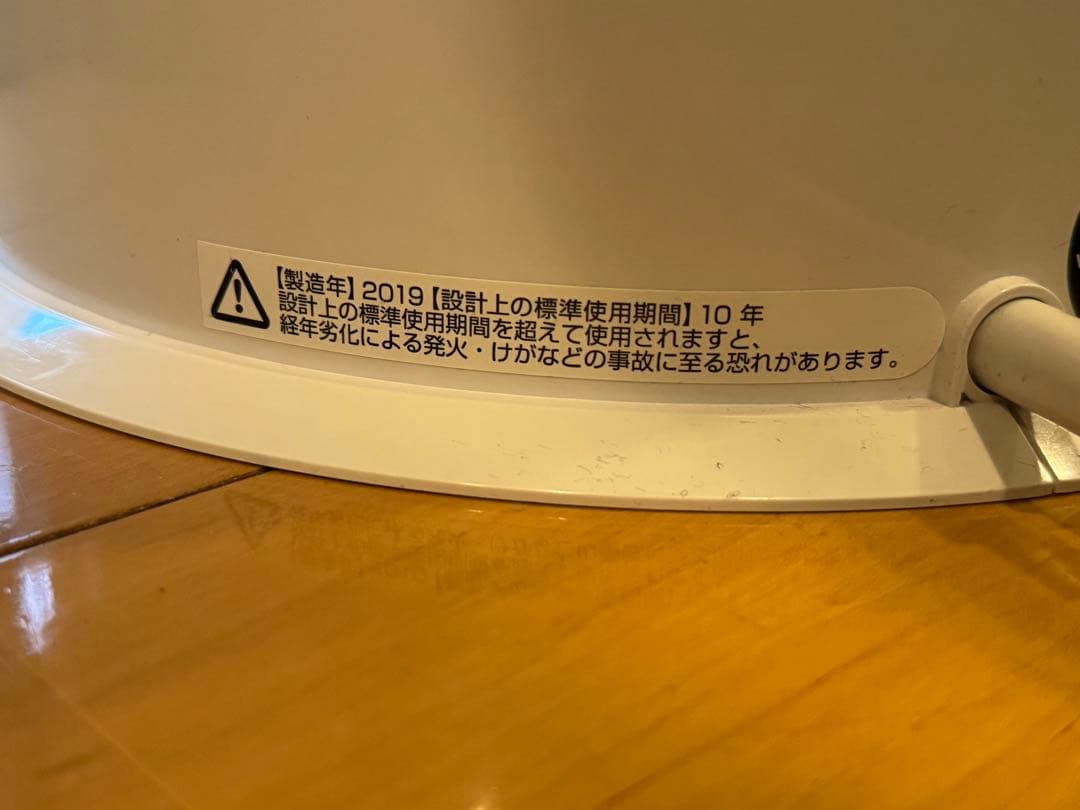 【製造年】2019【設計上の標準使用期間】10 年
設計上の標準使用期間を超えて使用されますと、
経年劣化による発火・けがなどの事故に至る恐れがあります。